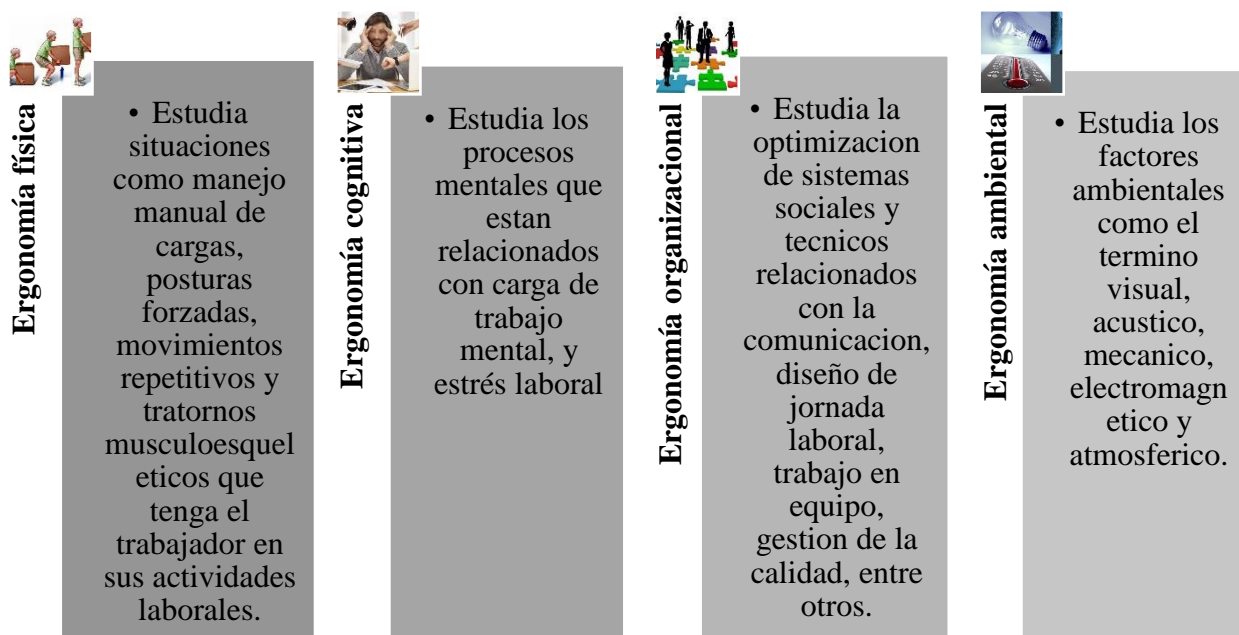 Ergonomía física
• Estudia
situaciones
como manejo
manual de
cargas,
posturas
forzadas,
movimientos
repetitivos y
tratornos
musculoesquel
eticos que
tenga el
trabajador en
sus actividades
laborales.
Ergonomía cognitiva
• Estudia los
procesos
mentales que
estan
relacionados
con carga de
trabajo
mental, y
estrés laboral
Ergonomía organizacional
• Estudia la
optimizacion
de sistemas
sociales y
tecnicos
relacionados
con la
comunicacion,
diseño de
jornada
laboral,
trabajo en
equipo,
gestion de la
calidad, entre
otros.
Ergonomía ambiental
• Estudia los
factores
ambientales
como el
termino
visual,
acustico,
mecanico,
electromagn
etico y
atmosferico.